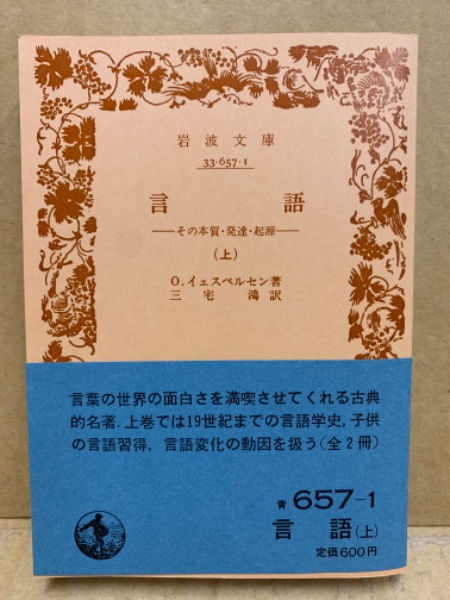 岩波文庫
33-657-1
言語
──その本質・発達・起源──
(上)
O.イェスペルセン著
三宅鴻訳
言葉の世界の面白さを満喫させてくれる古典
的名著.上巻では19世紀までの言語学史,子供
の言語習得,言語変化の動因を扱う(全2冊)
青 657-1
言語(上)
定価600円